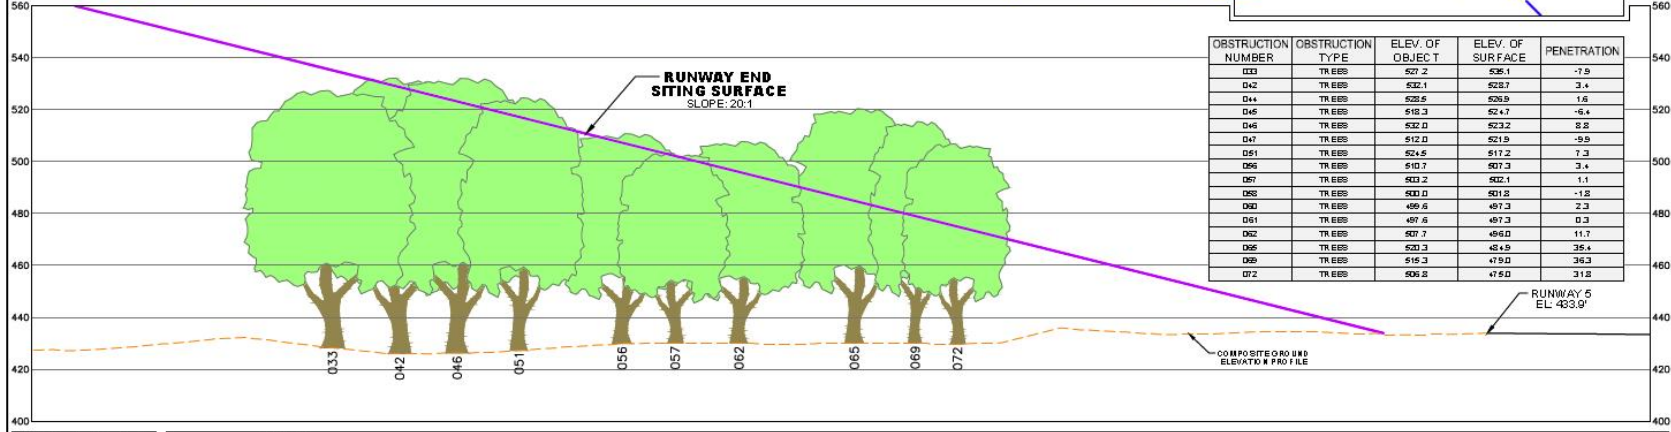 560
560
540
540
520
520
500
500
480
480
460
460
440
440
420
420
400
400
RUNWAY END
SITING SURFACE
SLOPE: 20:1
OBSTRUCTION NUMBER OBSTRUCTION TYPE ELEV. OF OBJECT ELEV. OF SURFACE PENETRATION
033 TREES 527.2 535.1 -7.9
042 TREES 532.1 528.7 3.4
044 TREES 528.5 526.9 1.6
045 TREES 518.3 524.7 -6.4
046 TREES 532.0 523.2 8.8
047 TREES 512.0 521.9 -9.9
051 TREES 524.5 517.2 7.3
056 TREES 510.7 507.3 3.4
057 TREES 503.2 502.1 1.1
058 TREES 500.0 501.8 -1.8
060 TREES 499.6 497.3 2.3
061 TREES 497.6 497.3 0.3
062 TREES 507.7 496.0 11.7
065 TREES 520.3 484.9 35.4
069 TREES 515.3 479.0 36.3
072 TREES 506.8 475.0 31.8
RUNWAY 5
EL: 433.9'
COMPOSITE GROUND
ELEVATION PROFILE
033
042
046
051
056
057
062
065
069
072